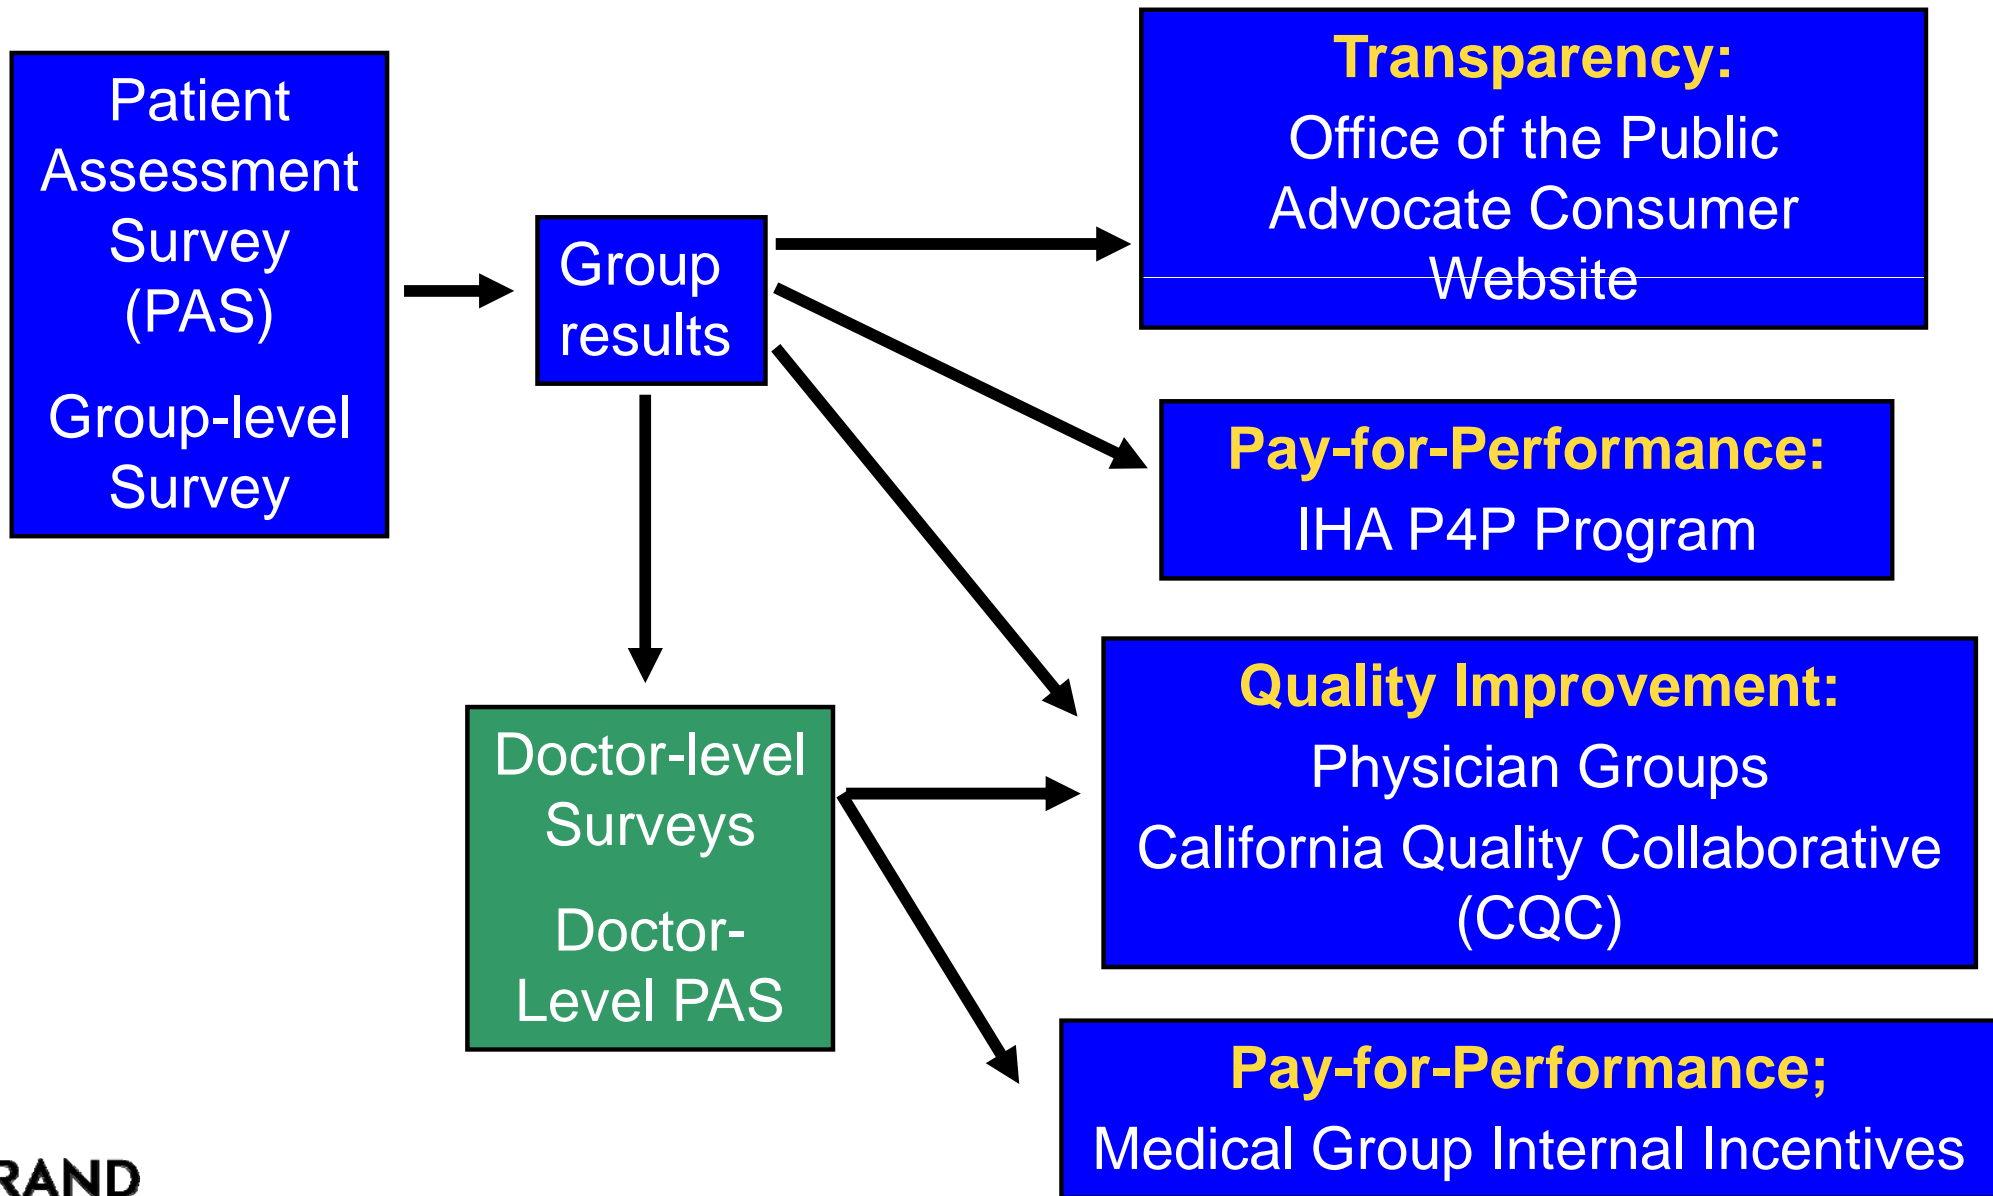 Patient
Assessment
Survey
(PAS)
Group-level
Survey
Group
results
Transparency:
Office of the Public
Advocate Consumer
Website
Pay-for-Performance:
IHA P4P Program
Doctor-level
Surveys
Doctor-
Level PAS
Quality Improvement:
Physician Groups
California Quality Collaborative
(CQC)
Pay-for-Performance;
Medical Group Internal Incentives
RAND